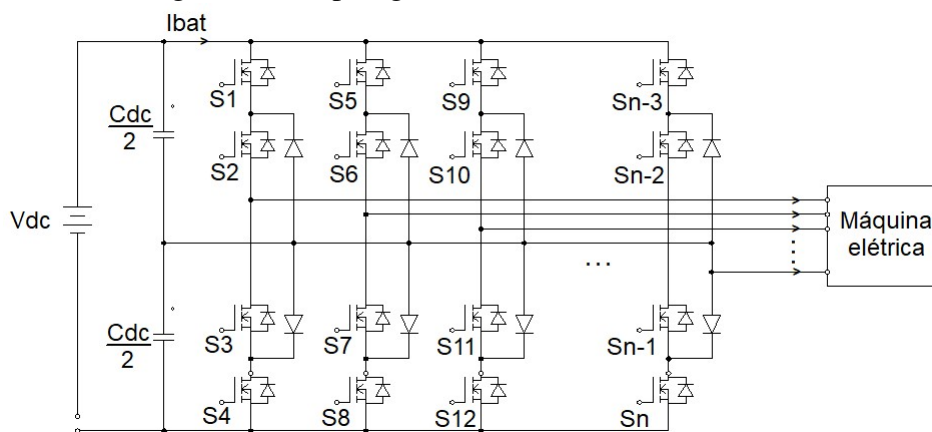 Ibat
S1
S5
S9
Sn-3
Cdc
2
S2
S6
S10
Sn-2
Vdc
Máquina
elétrica
...
Cdc
2
S3
S7
S11
Sn-1
S4
S8
S12
Sn